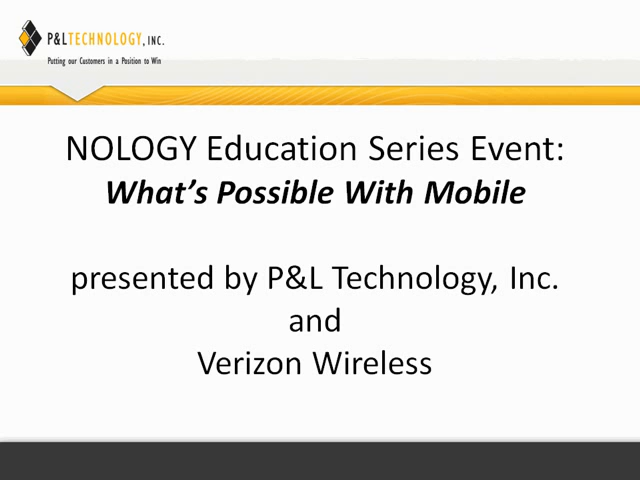 P&LTECHNOLOGY, INC.
Putting our Customers in a Position to Win
NOLOGY Education Series Event:
What's Possible With Mobile
presented by P&L Technology, Inc.
and
Verizon Wireless